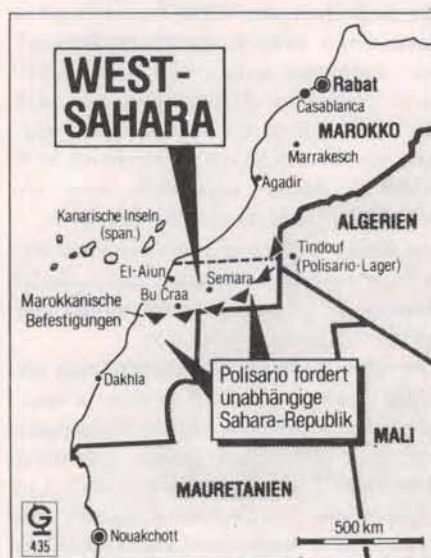 WEST-
SAHARA
Rabat
Casablanca
MAROKKO
Marrakesch
Agadir
ALGERIEN
Kanarische Inseln
(span.)
Tindouf
(Polisario-Lager)
El-Aiun
Semara
Bu Craa
Marokkanische
Befestigungen
Dakhla
Polisario fordert
unabhängige
Sahara-Republik
MALI
MAURETANIEN
500 km
G
435
Nouakchott